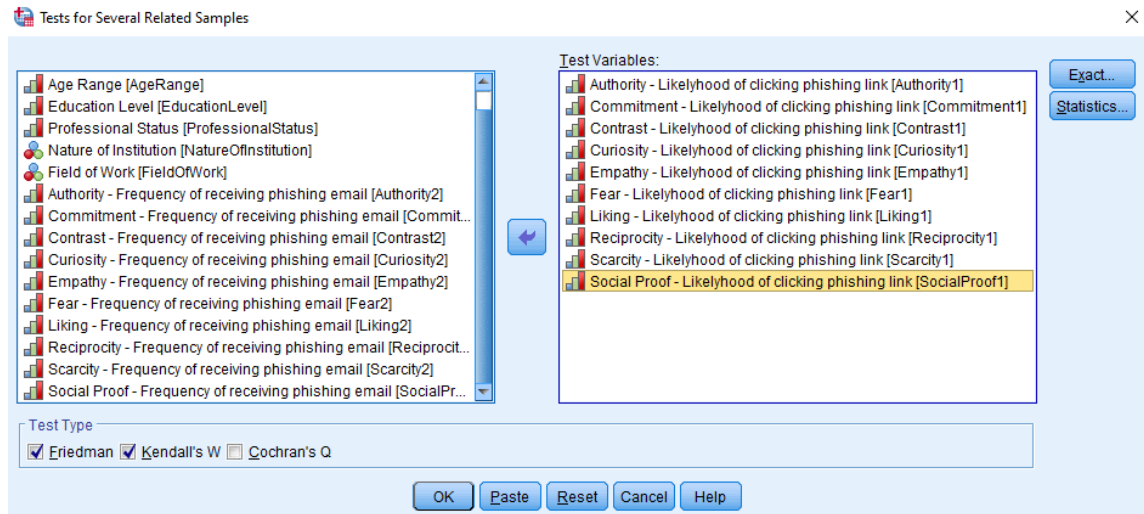 Tests for Several Related Samples
Age Range [AgeRange]
Education Level [EducationLevel]
Professional Status [ProfessionalStatus]
Nature of Institution [NatureOfInstitution]
Field of Work [FieldOfWork]
Authority - Frequency of receiving phishing email [Authority2]
Commitment - Frequency of receiving phishing email [Commit...
Contrast - Frequency of receiving phishing email [Contrast2]
Curiosity - Frequency of receiving phishing email [Curiosity2]
Empathy - Frequency of receiving phishing email [Empathy2]
Fear - Frequency of receiving phishing email [Fear2]
Liking - Frequency of receiving phishing email [Liking2]
Reciprocity - Frequency of receiving phishing email [Reciprocit...
Scarcity - Frequency of receiving phishing email [Scarcity2]
Social Proof - Frequency of receiving phishing email [SocialPr...
Test Variables:
Authority - Likelyhood of clicking phishing link [Authority1]
Commitment - Likelyhood of clicking phishing link [Commitment1]
Contrast - Likelyhood of clicking phishing link [Contrast1]
Curiosity - Likelyhood of clicking phishing link [Curiosity1]
Empathy - Likelyhood of clicking phishing link [Empathy1]
Fear - Likelyhood of clicking phishing link [Fear1]
Liking - Likelyhood of clicking phishing link [Liking1]
Reciprocity - Likelyhood of clicking phishing link [Reciprocity1]
Scarcity - Likelyhood of clicking phishing link [Scarcity1]
Social Proof - Likelyhood of clicking phishing link [SocialProof1]
Exact...
Statistics...
Test Type
Friedman Kendall's W Cochran's Q
OK Paste Reset Cancel Help